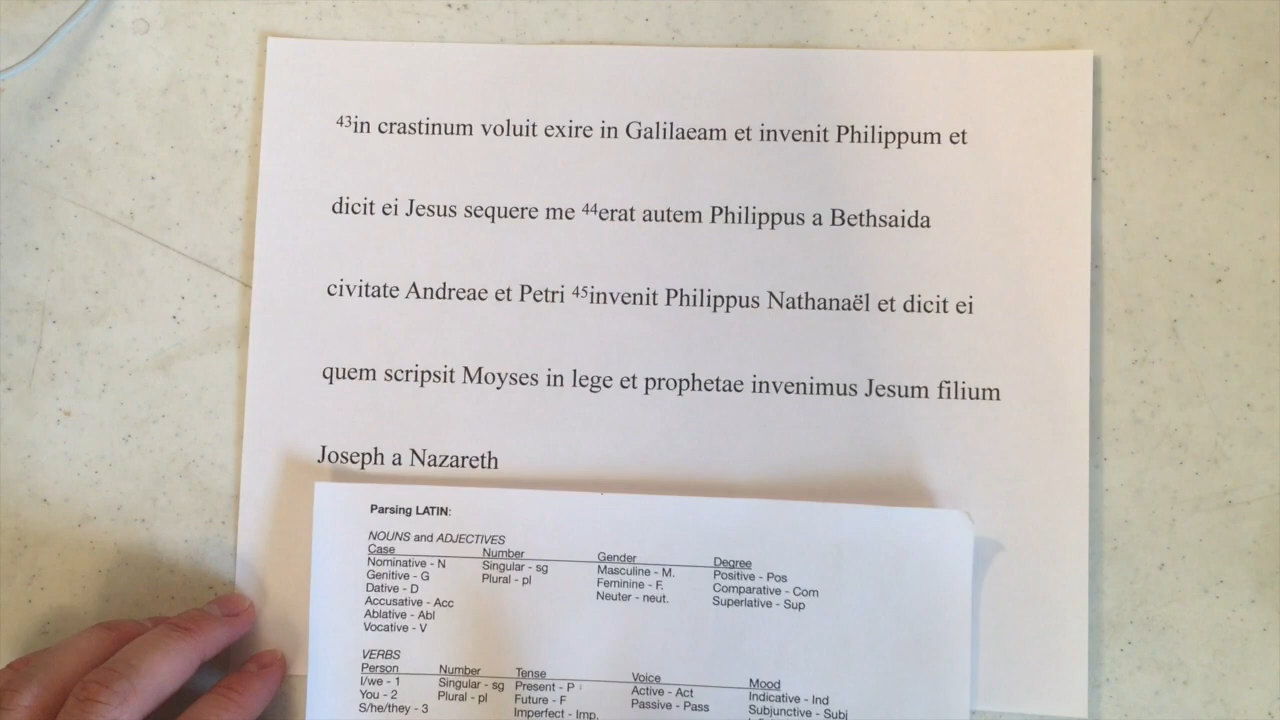 ⁴³in crastinum voluit exire in Galilaeam et invenit Philippum et
dicit ei Jesus sequere me ⁴⁴erat autem Philippus a Bethsaida
civitate Andreae et Petri ⁴⁵invenit Philippus Nathanaël et dicit ei
quem scripsit Moyses in lege et prophetae invenimus Jesum filium
Joseph a Nazareth
Parsing LATIN:
NOUNS and ADJECTIVES
Case Number Gender Degree
Nominative - N Singular - sg Masculine - M. Positive - Pos
Genitive - G Plural - pl Feminine - F. Comparative - Com
Dative - D Neuter - neut. Superlative - Sup
Accusative - Acc
Ablative - Abl
Vocative - V
VERBS
Person Number Tense Voice Mood
I/we - 1 Singular - sg Present - P Active - Act Indicative - Ind
You - 2 Plural - pl Future - F Passive - Pass Subjunctive - Subj
S/he/they - 3 Imperfect - Imp.